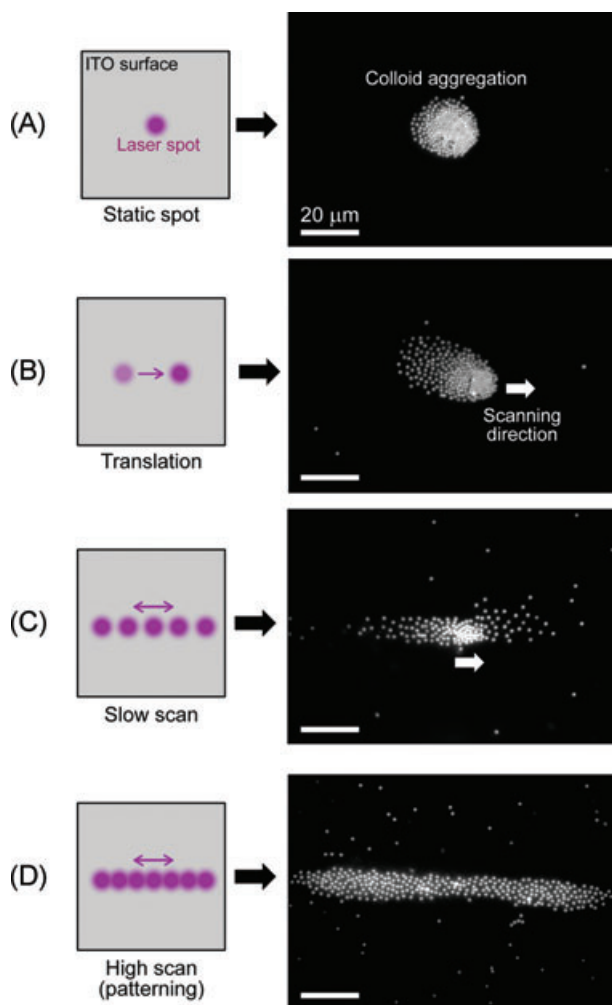 (A)
ITO surface
Laser spot
Static spot
Colloid aggregation
20 μm
(B)
Translation
Scanning
direction
(C)
Slow scan
(D)
High scan
(patterning)